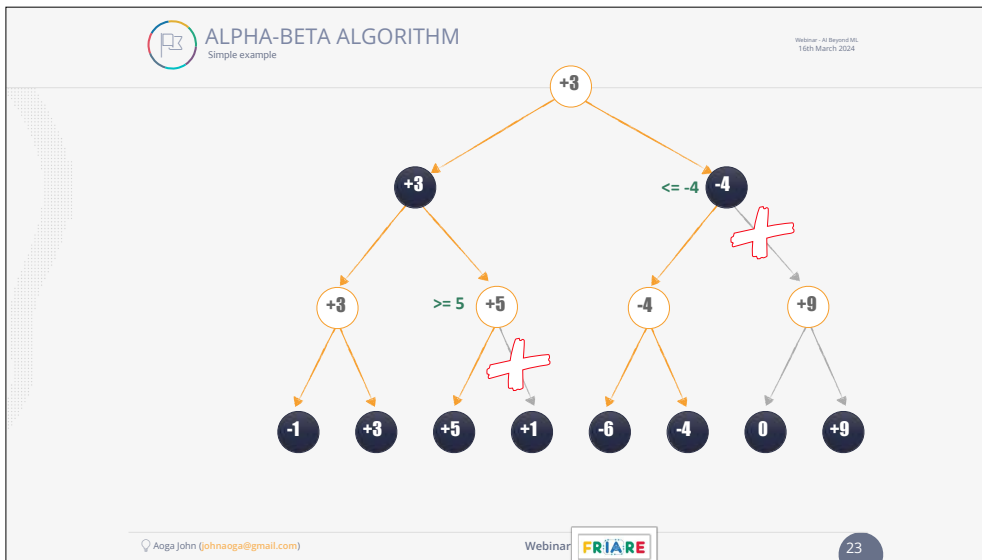 ALPHA-BETA ALGORITHM
Simple example
Webinar - AI Beyond ML
16th March 2024
+3
+3
<= -4
-4
+3
>= 5
+5
-4
+9
-1
+3
+5
+1
-6
-4
0
+9
Aoga John (johnaoga@gmail.com)
Webinar
FRIARE
23